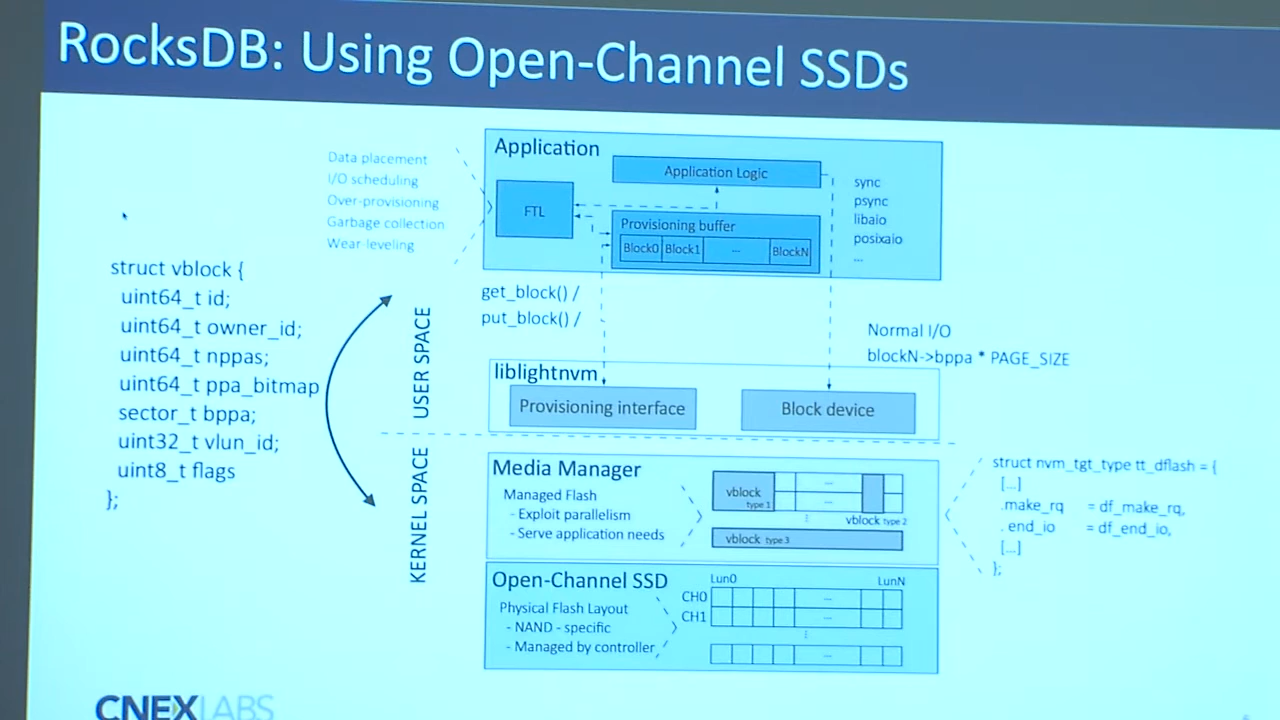 RocksDB: Using Open-Channel SSDs
Data placement
I/O scheduling
Over-provisioning
Garbage collection
Wear-leveling
Application
Application Logic
FTL
Provisioning buffer
Block0 Block1 ... BlockN
sync
psync
libaio
posixaio
...
struct vblock {
uint64_t id;
uint64_t owner_id;
uint64_t nppas;
uint64_t ppa_bitmap
sector_t bppa;
uint32_t vlun_id;
uint8_t flags
};
get_block() /
put_block() /
USER SPACE
Normal I/O
blockN->bppa * PAGE_SIZE
liblightnvm
Provisioning interface
Block device
KERNEL SPACE
Media Manager
Managed Flash
- Exploit parallelism
- Serve application needs
vblock type 1
...
...
vblock type 2
vblock type 3
struct nvm_tgt_type tt_dflash = {
[...]
.make_rq = df_make_rq,
. end_io = df_end_io,
[...]
};
Open-Channel SSD
Physical Flash Layout
- NAND - specific
- Managed by controller
Lun0 LunN
CH0 ...
CH1 ...
...
CNEXLABS